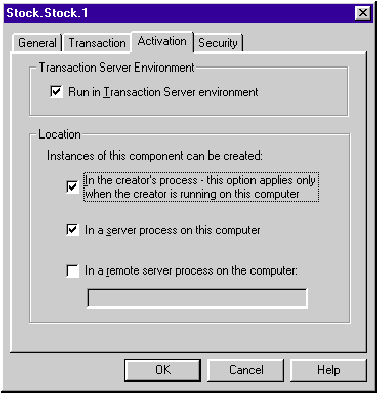 Stock.Stock.1
General Transaction Activation Security
Transaction Server Environment
Run in Transaction Server environment
Location
Instances of this component can be created:
In the creator's process - this option applies only
when the creator is running on this computer
In a server process on this computer
In a remote server process on the computer:
OK Cancel Help